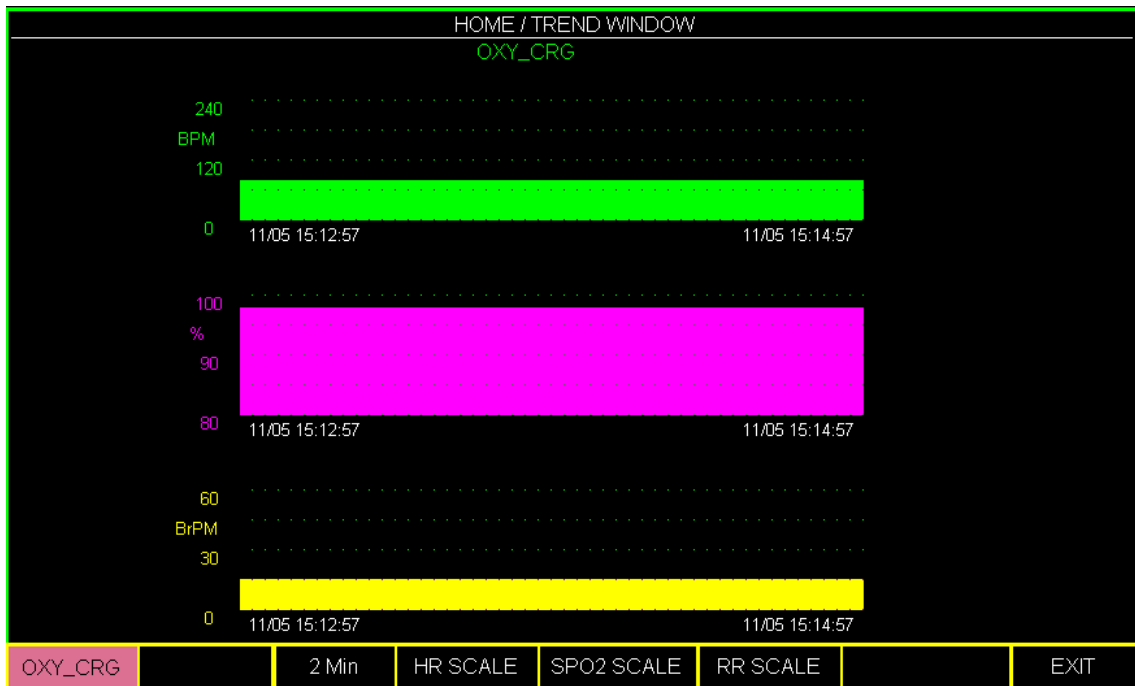 HOME / TREND WINDOW
OXY_CRG
240
BPM
120
0
11/05 15:12:57 11/05 15:14:57
100
%
90
80
11/05 15:12:57 11/05 15:14:57
60
BrPM
30
0
11/05 15:12:57 11/05 15:14:57
OXY_CRG 2 Min HR SCALE SPO2 SCALE RR SCALE EXIT